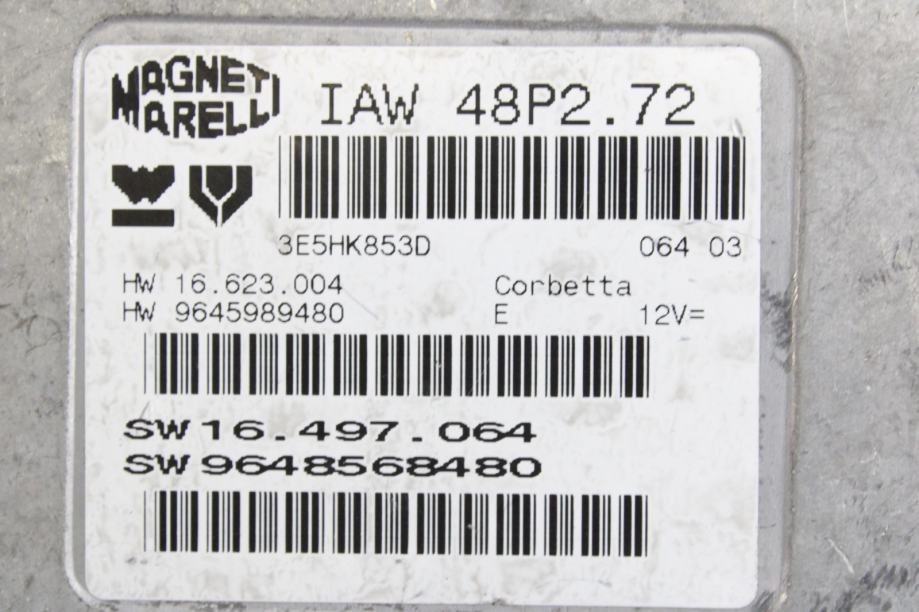 MAGNETI
MARELLI
IAW 48P2.72
3E5HK853D 064 03
HW 16.623.004 Corbetta
HW 9645989480 E 12V=
SW 16.497.064
SW 9648568480